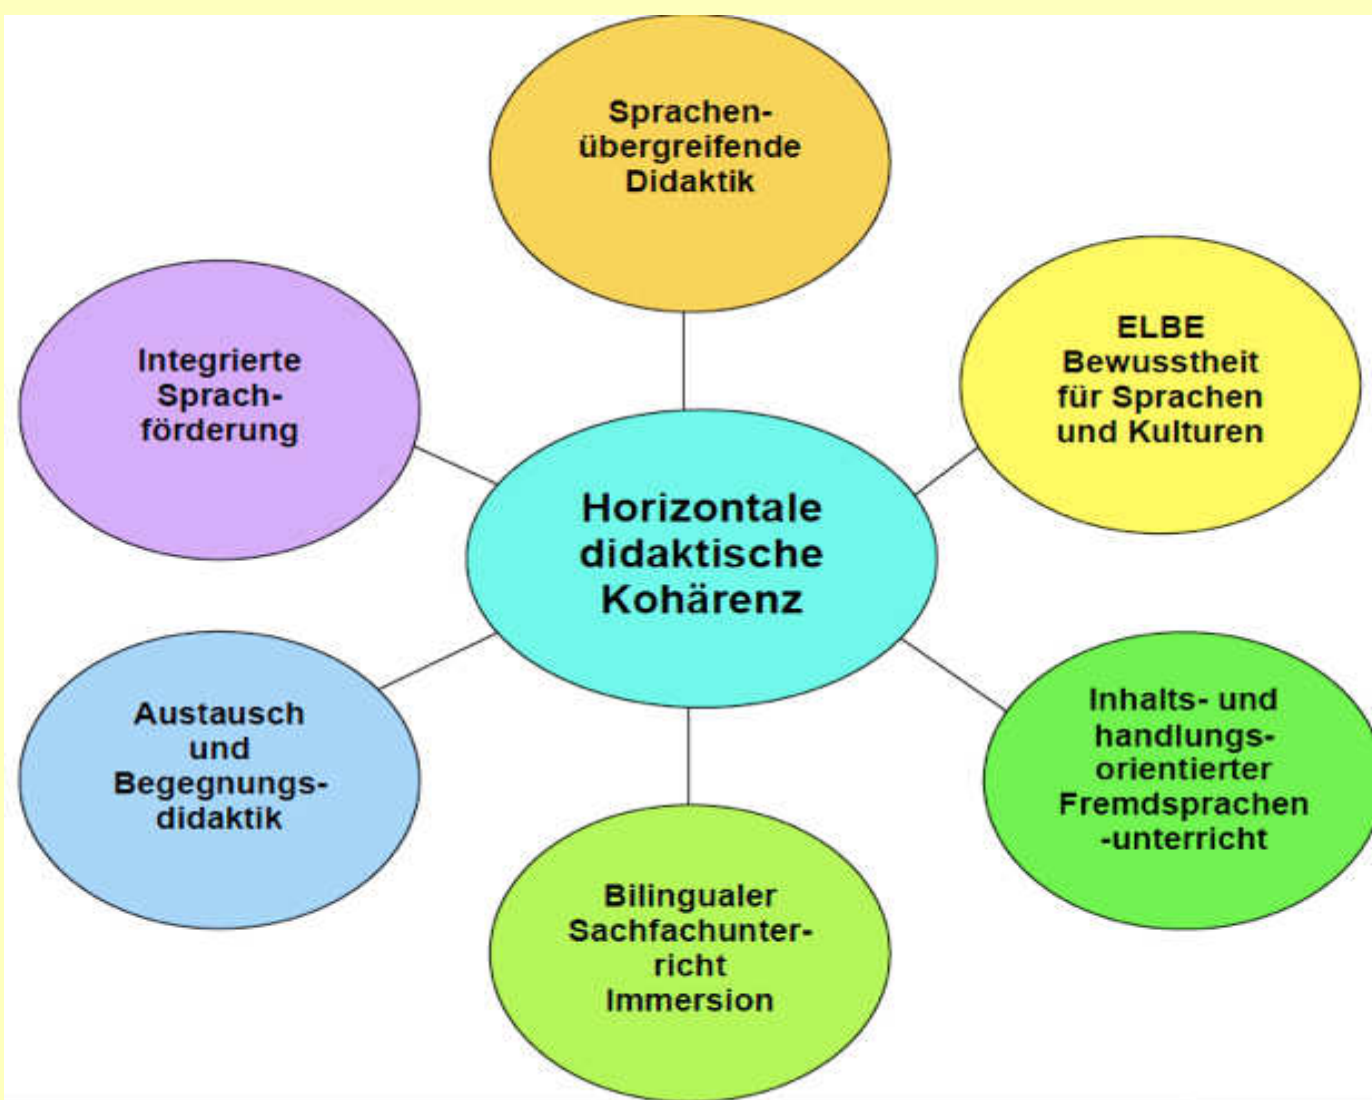 Sprachen-
übergreifende
Didaktik
Integrierte
Sprach-
förderung
ELBE
Bewusstheit
für Sprachen
und Kulturen
Horizontale
didaktische
Kohärenz
Austausch
und
Begegnungs-
didaktik
Inhalts- und
handlungs-
orientierter
Fremdsprachen
-unterricht
Bilingualer
Sachfachunter-
richt
Immersion